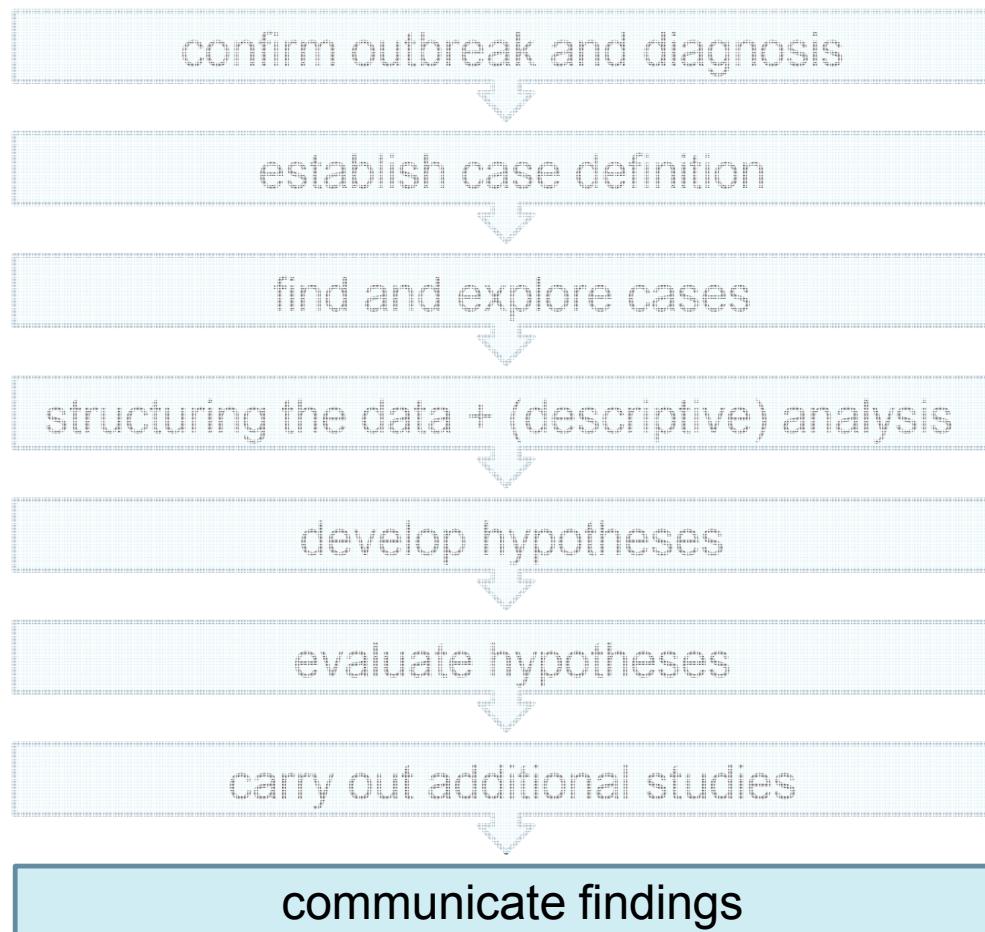 confirm outbreak and diagnosis
establish case definition
find and explore cases
structuring the data + (descriptive) analysis
develop hypotheses
evaluate hypotheses
carry out additional studies
communicate findings